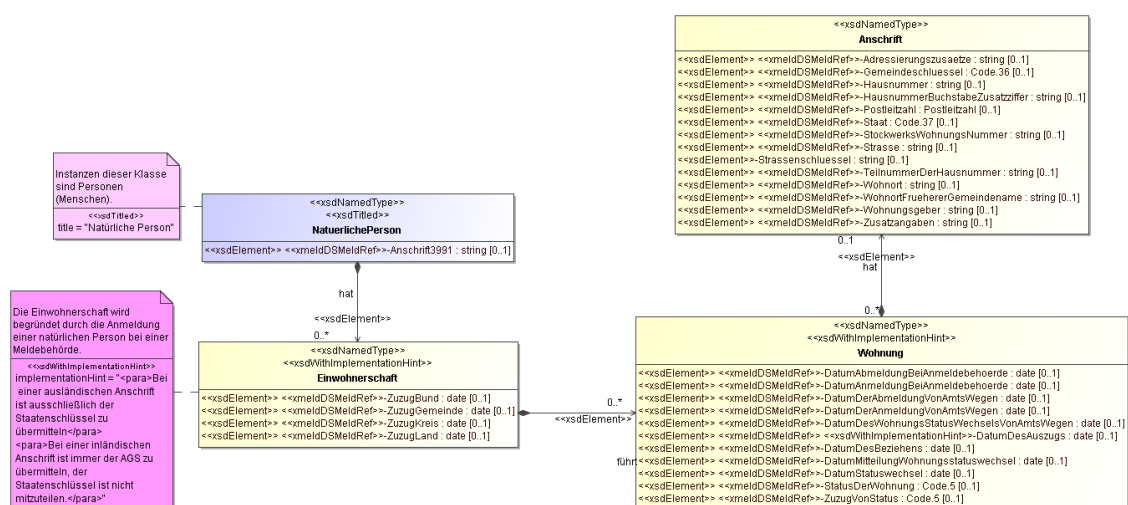 <<xsdNamedType>>
Anschrift
<<xsdElement>> <<xmeldDSMeldRef>>-Adressierungszusaetze : string [0..1]
<<xsdElement>> <<xmeldDSMeldRef>>-Gemeindeschluessel : Code.36 [0..1]
<<xsdElement>> <<xmeldDSMeldRef>>-Hausnummer : string [0..1]
<<xsdElement>> <<xmeldDSMeldRef>>-HausnummerBuchstabeZusatzziffer : string [0..1]
<<xsdElement>> <<xmeldDSMeldRef>>-Postleitzahl : Postleitzahl [0..1]
<<xsdElement>> <<xmeldDSMeldRef>>-Staat : Code.37 [0..1]
<<xsdElement>> <<xmeldDSMeldRef>>-StockwerksWohnungsNummer : string [0..1]
<<xsdElement>> <<xmeldDSMeldRef>>-Strasse : string [0..1]
<<xsdElement>>-Strassenschluessel : string [0..1]
<<xsdElement>> <<xmeldDSMeldRef>>-TeilnummerDerHausnummer : string [0..1]
<<xsdElement>> <<xmeldDSMeldRef>>-Wohnort : string [0..1]
<<xsdElement>> <<xmeldDSMeldRef>>-WohnortFruehererGemeindename : string [0..1]
<<xsdElement>> <<xmeldDSMeldRef>>-Wohnungsgeber : string [0..1]
<<xsdElement>> <<xmeldDSMeldRef>>-Zusatzangaben : string [0..1]
Instanzen dieser Klasse
sind Personen
(Menschen).
<<xsdTitled>>
title = "Natürliche Person"
<<xsdNamedType>>
<<xsdTitled>>
NatuerlichePerson
<<xsdElement>> <<xmeldDSMeldRef>>-Anschrift3991 : string [0..1]
0..1
<<xsdElement>>
hat
hat
<<xsdElement>>
0..*
0..*
Die Einwohnerschaft wird
begründet durch die Anmeldung
einer natürlichen Person bei einer
Meldebehörde.
<<xsdWithImplementationHint>>
implementationHint = "<para>Bei
einer ausländischen Anschrift
ist ausschließlich der
Staatenschlüssel zu
übermitteln</para>
<para>Bei einer inländischen
Anschrift ist immer der AGS zu
übermitteln, der
Staatenschlüssel ist nicht
mitzuteilen.</para>"
<<xsdNamedType>>
<<xsdWithImplementationHint>>
Einwohnerschaft
<<xsdElement>> <<xmeldDSMeldRef>>-ZuzugBund : date [0..1]
<<xsdElement>> <<xmeldDSMeldRef>>-ZuzugGemeinde : date [0..1]
<<xsdElement>> <<xmeldDSMeldRef>>-ZuzugKreis : date [0..1]
<<xsdElement>> <<xmeldDSMeldRef>>-ZuzugLand : date [0..1]
0..*
<<xsdElement>>
führt
<<xsdNamedType>>
<<xsdWithImplementationHint>>
Wohnung
<<xsdElement>> <<xmeldDSMeldRef>>-DatumAbmeldungBeiAnmeldebehoerde : date [0..1]
<<xsdElement>> <<xmeldDSMeldRef>>-DatumAnmeldungBeiAnmeldebehoerde : date [0..1]
<<xsdElement>> <<xmeldDSMeldRef>>-DatumDerAbmeldungVonAmtsWegen : date [0..1]
<<xsdElement>> <<xmeldDSMeldRef>>-DatumDerAnmeldungVonAmtsWegen : date [0..1]
<<xsdElement>> <<xmeldDSMeldRef>>-DatumDesWohnungsStatusWechselsVonAmtsWegen : date [0..1]
<<xsdElement>> <<xmeldDSMeldRef>> <<xsdWithImplementationHint>>-DatumDesAuszugs : date [0..1]
<<xsdElement>> <<xmeldDSMeldRef>>-DatumDesBeziehens : date [0..1]
<<xsdElement>> <<xmeldDSMeldRef>>-DatumMitteilungWohnungsstatuswechsel : date [0..1]
<<xsdElement>> <<xmeldDSMeldRef>>-DatumStatuswechsel : date [0..1]
<<xsdElement>> <<xmeldDSMeldRef>>-StatusDerWohnung : Code.5 [0..1]
<<xsdElement>> <<xmeldDSMeldRef>>-ZuzugVonStatus : Code.5 [0..1]